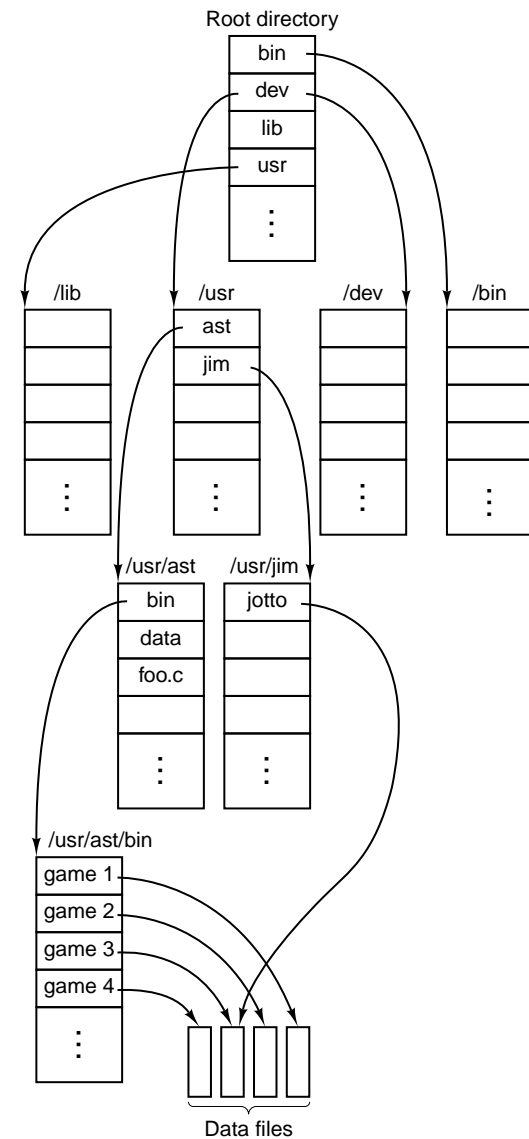 Root directory
bin
dev
lib
usr
⋮
/lib
/usr
/dev
/bin
ast
jim
⋮
⋮
⋮
⋮
/usr/ast
/usr/jim
bin
jotto
data
foo.c
⋮
⋮
/usr/ast/bin
game 1
game 2
game 3
game 4
⋮
Data files